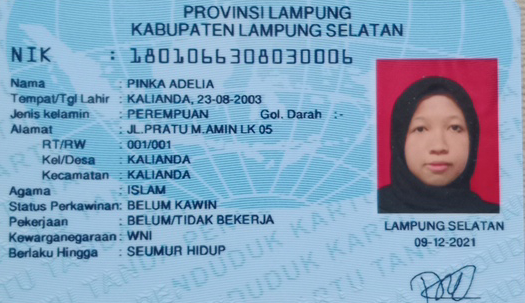 PROVINSI LAMPUNG
KABUPATEN LAMPUNG SELATAN
NIK : 1801066308030006
Nama : PINKA ADELIA
Tempat/Tgl Lahir : KALIANDA, 23-08-2003
Jenis kelamin : PEREMPUAN Gol. Darah :-
Alamat : JL.PRATU M.AMIN LK 05
RT/RW : 001/001
Kel/Desa : KALIANDA
Kecamatan : KALIANDA
Agama : ISLAM
Status Perkawinan: BELUM KAWIN
Pekerjaan : BELUM/TIDAK BEKERJA
Kewarganegaraan : WNI
Berlaku Hingga : SEUMUR HIDUP
LAMPUNG SELATAN
09-12-2021